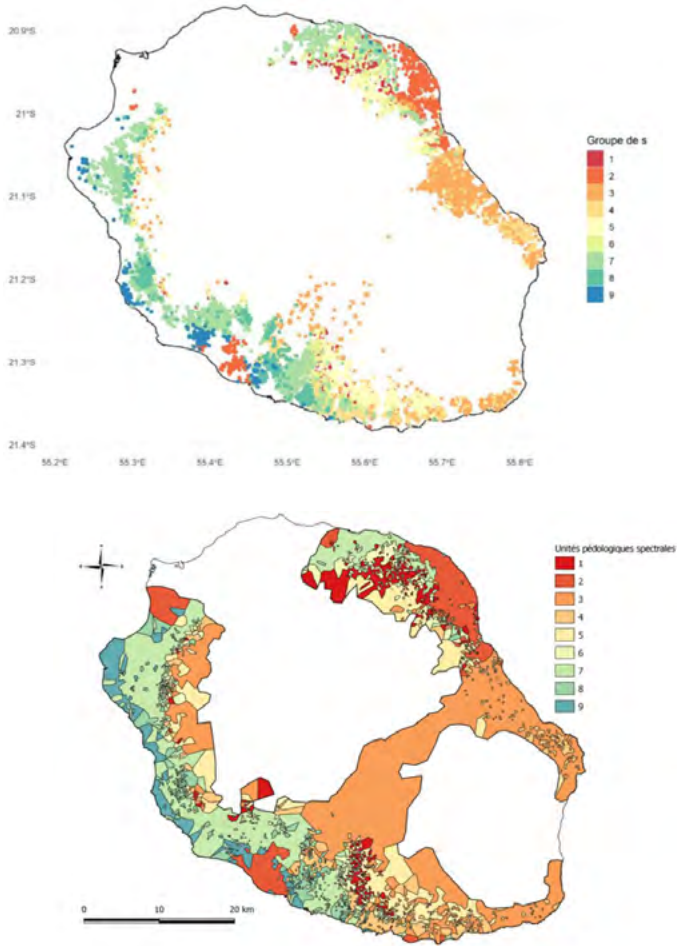 20.9°S
21°S
21.1°S
21.2°S
21.3°S
21.4°S
55.2°E
55.3°E
55.4°E
55.5°E
55.6°E
55.7°E
55.8°E
Groupe de s
1
2
3
4
5
6
7
8
9
Unités pédologiques spectrales
1
2
3
4
5
6
7
8
9
0 10 20 km